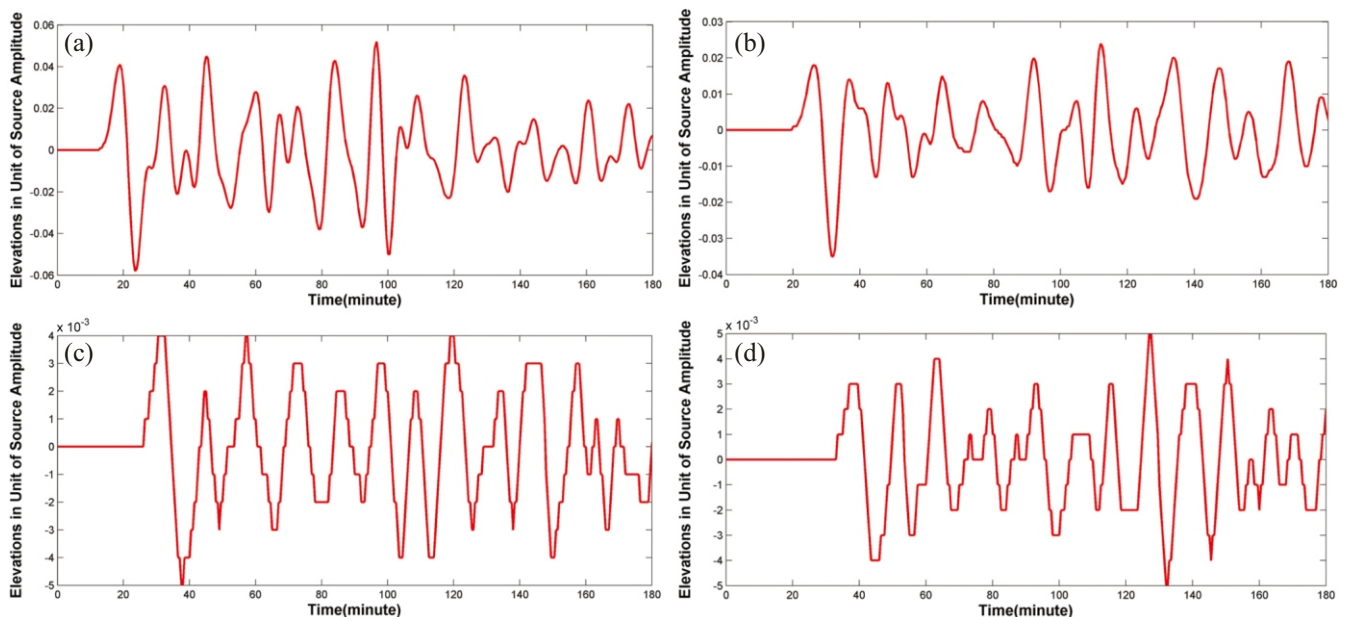 (a)
Elevations in Unit of Source Amplitude
0.06
0.04
0.02
0
-0.02
-0.04
-0.06
0 20 40 60 80 100 120 140 160 180
Time(minute)
(b)
Elevations in Unit of Source Amplitude
0.03
0.02
0.01
0
-0.01
-0.02
-0.03
-0.04
0 20 40 60 80 100 120 140 160 180
Time(minute)
(c)
x 10-3
Elevations in Unit of Source Amplitude
4
3
2
1
0
-1
-2
-3
-4
-5
0 20 40 60 80 100 120 140 160 180
Time(minute)
(d)
x 10-3
Elevations in Unit of Source Amplitude
5
4
3
2
1
0
-1
-2
-3
-4
-5
0 20 40 60 80 100 120 140 160 180
Time(minute)